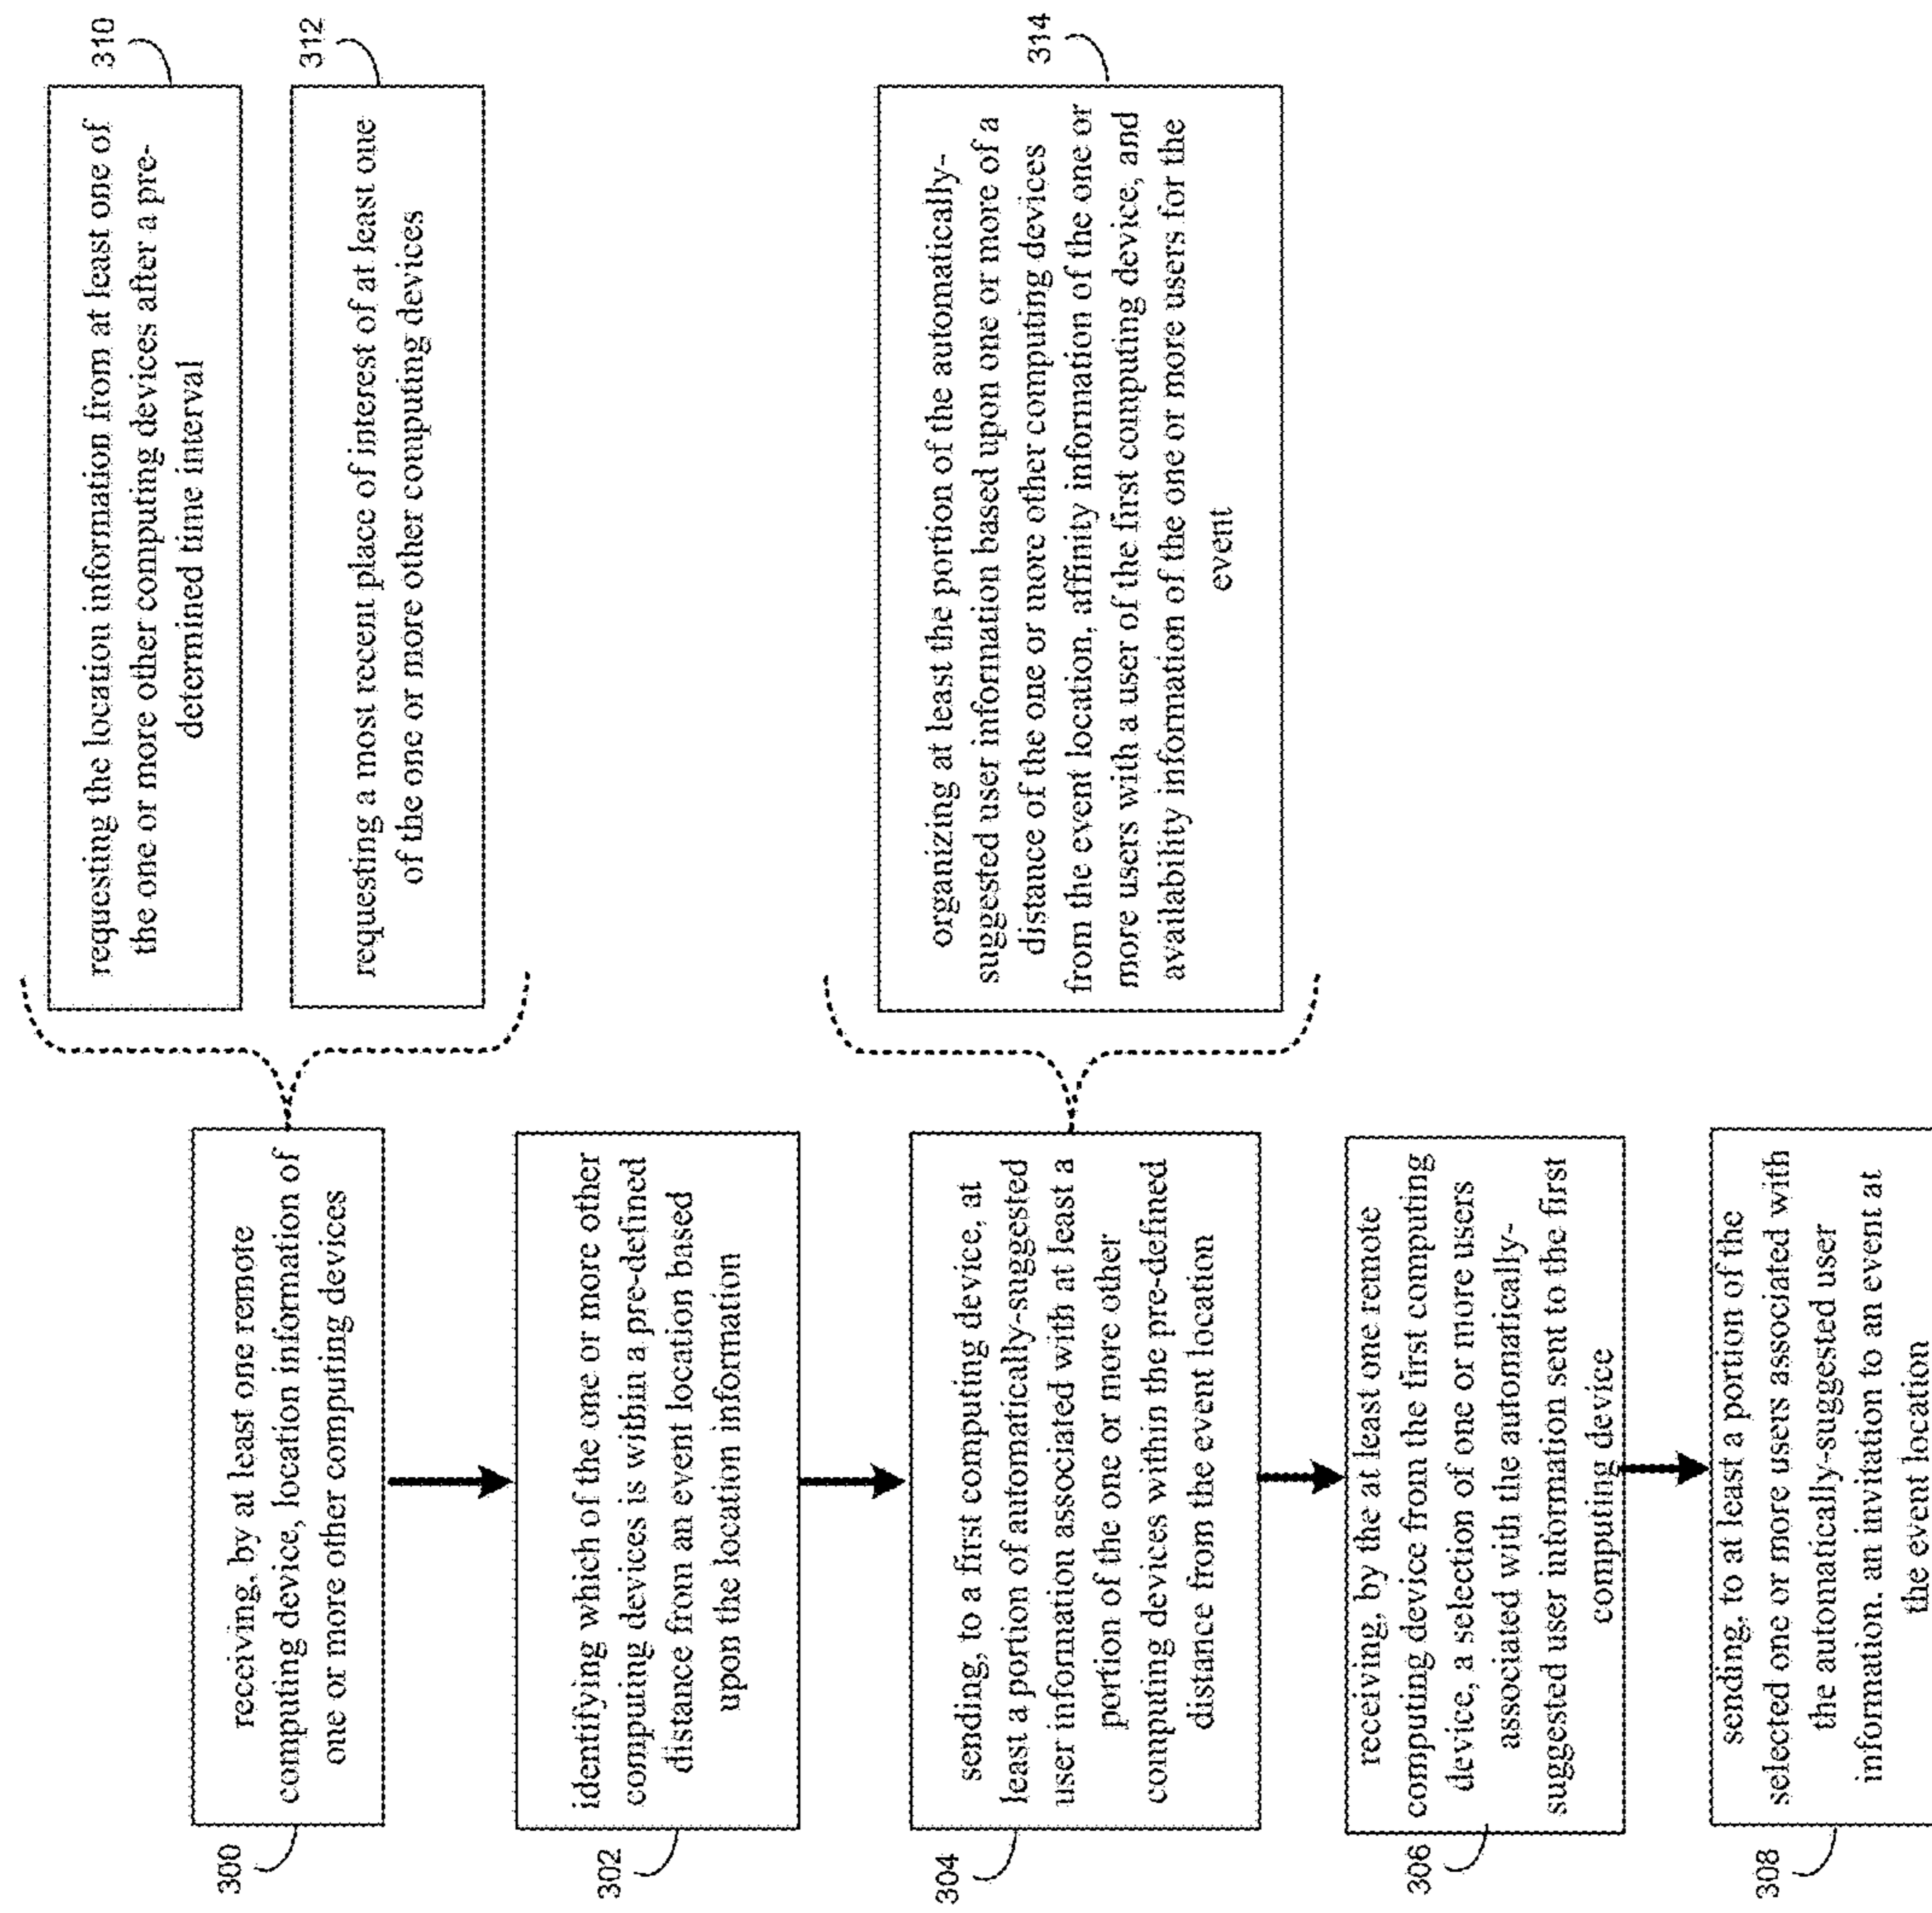 300
receiving, by at least one remote
computing device, location information of
one or more other computing devices
310
requesting the location information from at least one of
the one or more other computing devices after a pre-
determined time interval
312
requesting a most recent place of interest of at least one
of the one or more other computing devices
302
identifying which of the one or more other
computing devices is within a pre-defined
distance from an event location based
upon the location information
304
sending, to a first computing device, at
least a portion of automatically-suggested
user information associated with at least a
portion of the one or more other
computing devices within the pre-defined
distance from the event location
314
organizing at least the portion of the automatically-
suggested user information based upon one or more of a
distance of the one or more other computing devices
from the event location, affinity information of the one or
more users with a user of the first computing device, and
availability information of the one or more users for the
event
306
receiving, by the at least one remote
computing device from the first computing
device, a selection of one or more users
associated with the automatically-
suggested user information sent to the first
computing device
308
sending, to at least a portion of the
selected one or more users associated with
the automatically-suggested user
information, an invitation to an event at
the event location